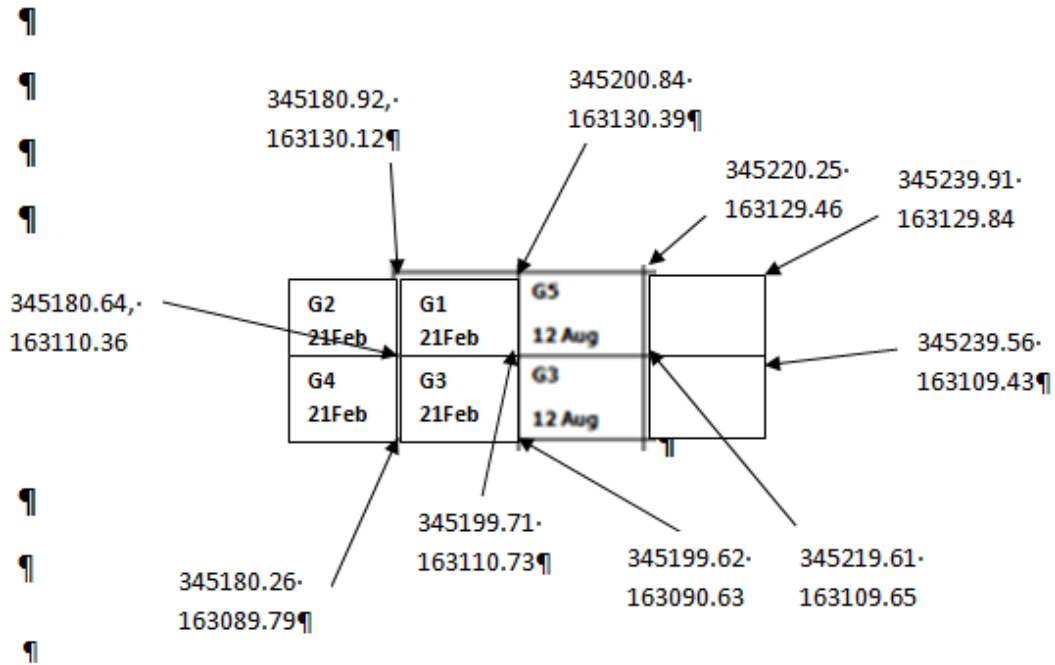 ¶
¶
345200.84·
345180.92,·
163130.39¶
163130.12¶
¶
345220.25·
345239.91·
163129.46
163129.84
¶
G5
345180.64,·
G2
G1
163110.36
21Feb
21Feb
12 Aug
345239.56·
G4
G3
G3
163109.43¶
21Feb
21Feb
12 Aug
¶
¶
345199.71·
163110.73¶
345199.62·
345219.61·
¶
345180.26·
163090.63
163109.65
163089.79¶
¶